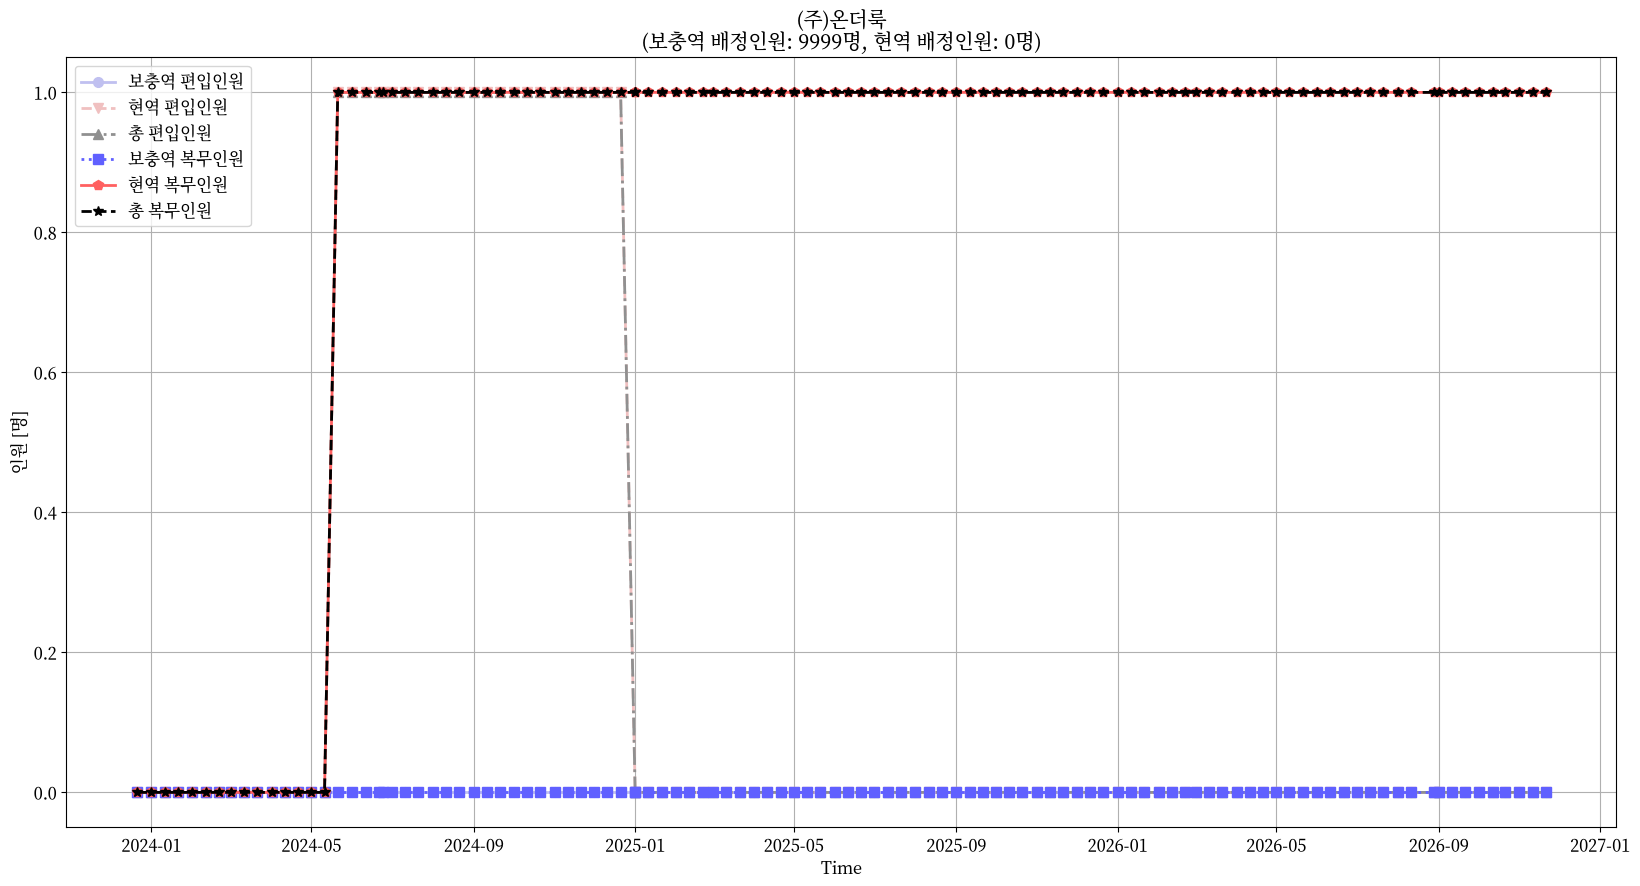 (주)온더룩
(보충역 배정인원: 9999명, 현역 배정인원: 0명)
보충역 편입인원
현역 편입인원
총 편입인원
보충역 복무인원
현역 복무인원
총 복무인원
1.0
0.8
0.6
0.4
0.2
0.0
인원 [명]
2024-01
2024-05
2024-09
2025-01
2025-05
2025-09
2026-01
2026-05
2026-09
2027-01
Time